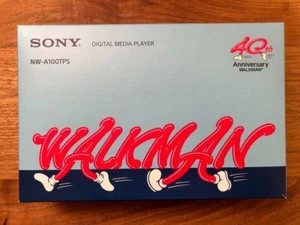 SONY
DIGITAL MEDIA PLAYER
NW-A100TPS
40th
Anniversary
WALKMAN®
WALKMAN